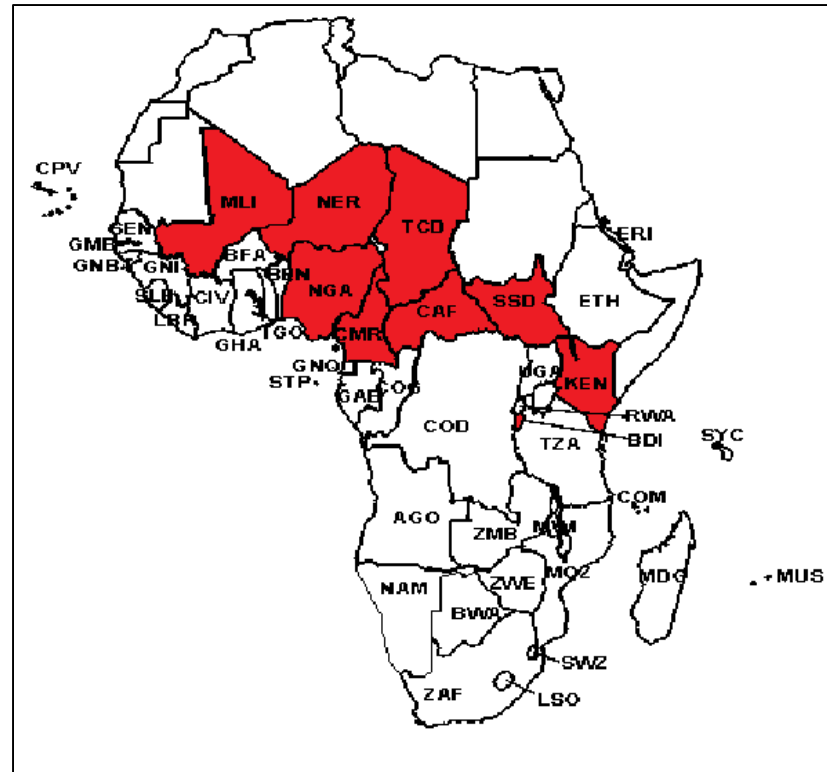 CPV
MLI
NER
TCD
SEN
ERI
GMB
BFA
GNB
GNI
BEN
NGA
SLE
CIV
CAF
SSD
ETH
LBR
TGO
CMR
GHA
GNQ
UGA
KEN
STP
GAB
COG
RWA
COD
TZA
BDI
SYC
COM
AGO
ZMB
MOZ
MDG
MUS
NAM
ZWE
BWA
SWZ
ZAF
LSO